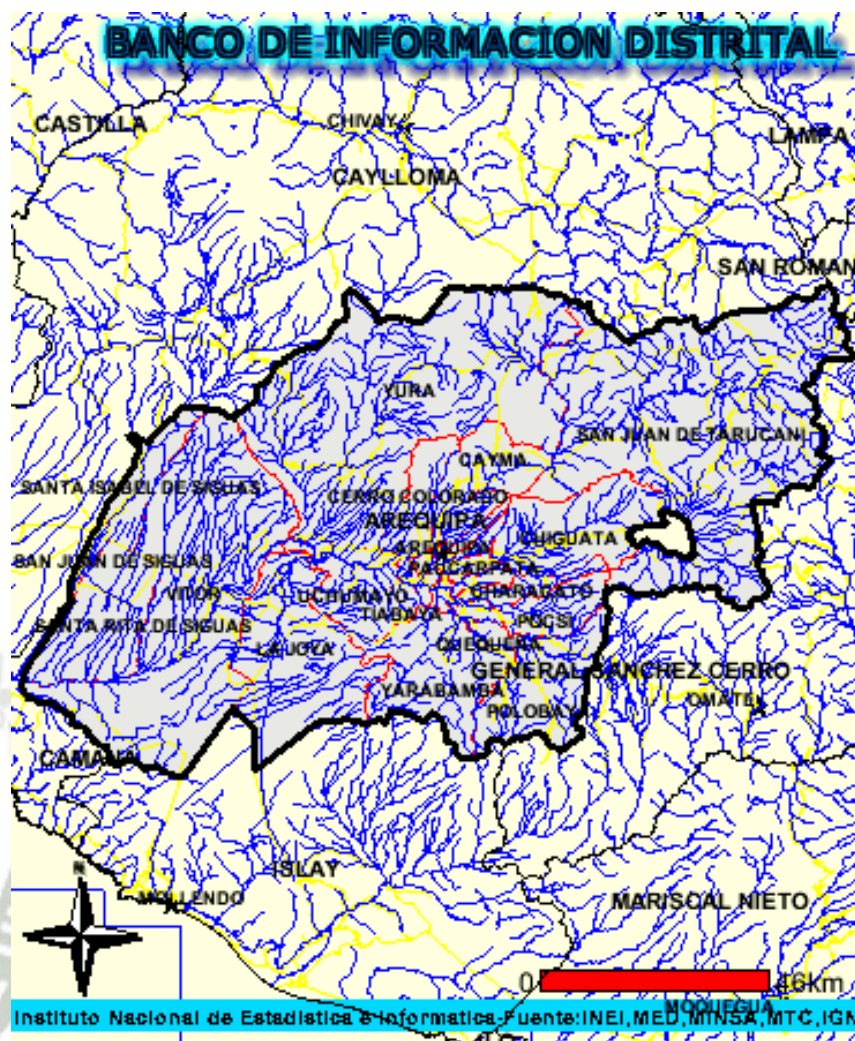 BANCO DE INFORMACION DISTRITAL
CASTILLA
CHIVAY
LAMPA
CAYLLOMA
SAN ROMAN
YURA
SAN JUAN DE TARUCANI
CAYMA
SANTA ISABEL DE SIGUAS
CERRO COLORADO
AREQUIPA
CHIGUATA
AREQUIPA
SAN JUAN DE SIGUAS
PAUCARPATA
VITOR
UCHUMAYO
CHARACATO
TIABAYA
POCSI
SANTA RITA DE SIGUAS
LA JOYA
QUEQUEÑA
GENERAL SANCHEZ CERRO
YARABAMBA
OMATE
POLOBAYA
CAMANA
ISLAY
N
MOLLENDO
MARISCAL NIETO
0 46km
MOQUEGUA
Instituto Nacional de Estadistica e Informatica-Fuente:INEI,MED,MINSA,MTC,IGN